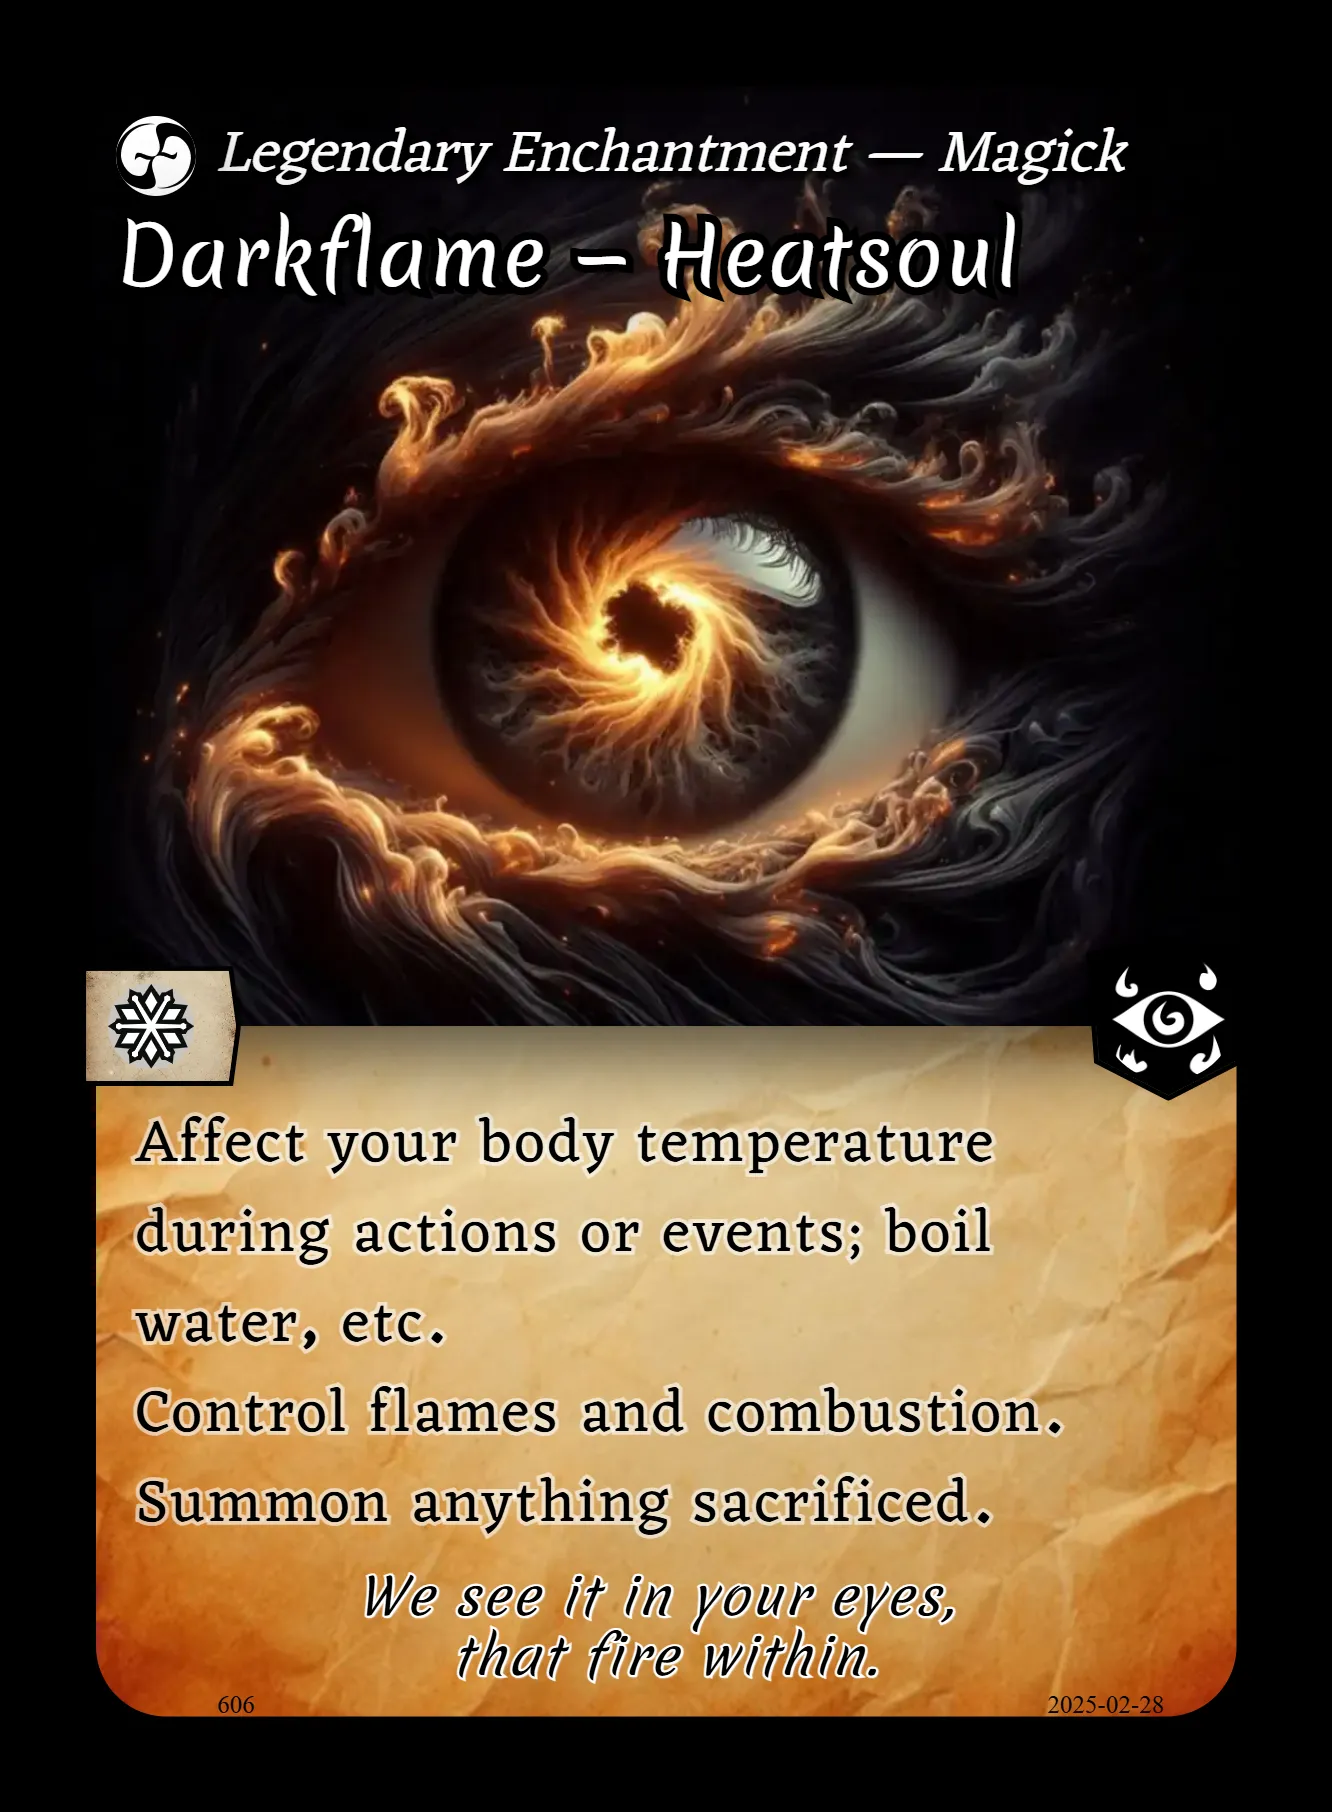 Legendary Enchantment — Magick
Darkflame – Heatsoul
Affect your body temperature
during actions or events; boil
water, etc.
Control flames and combustion.
Summon anything sacrificed.
We see it in your eyes,
that fire within.
606
2025-02-28